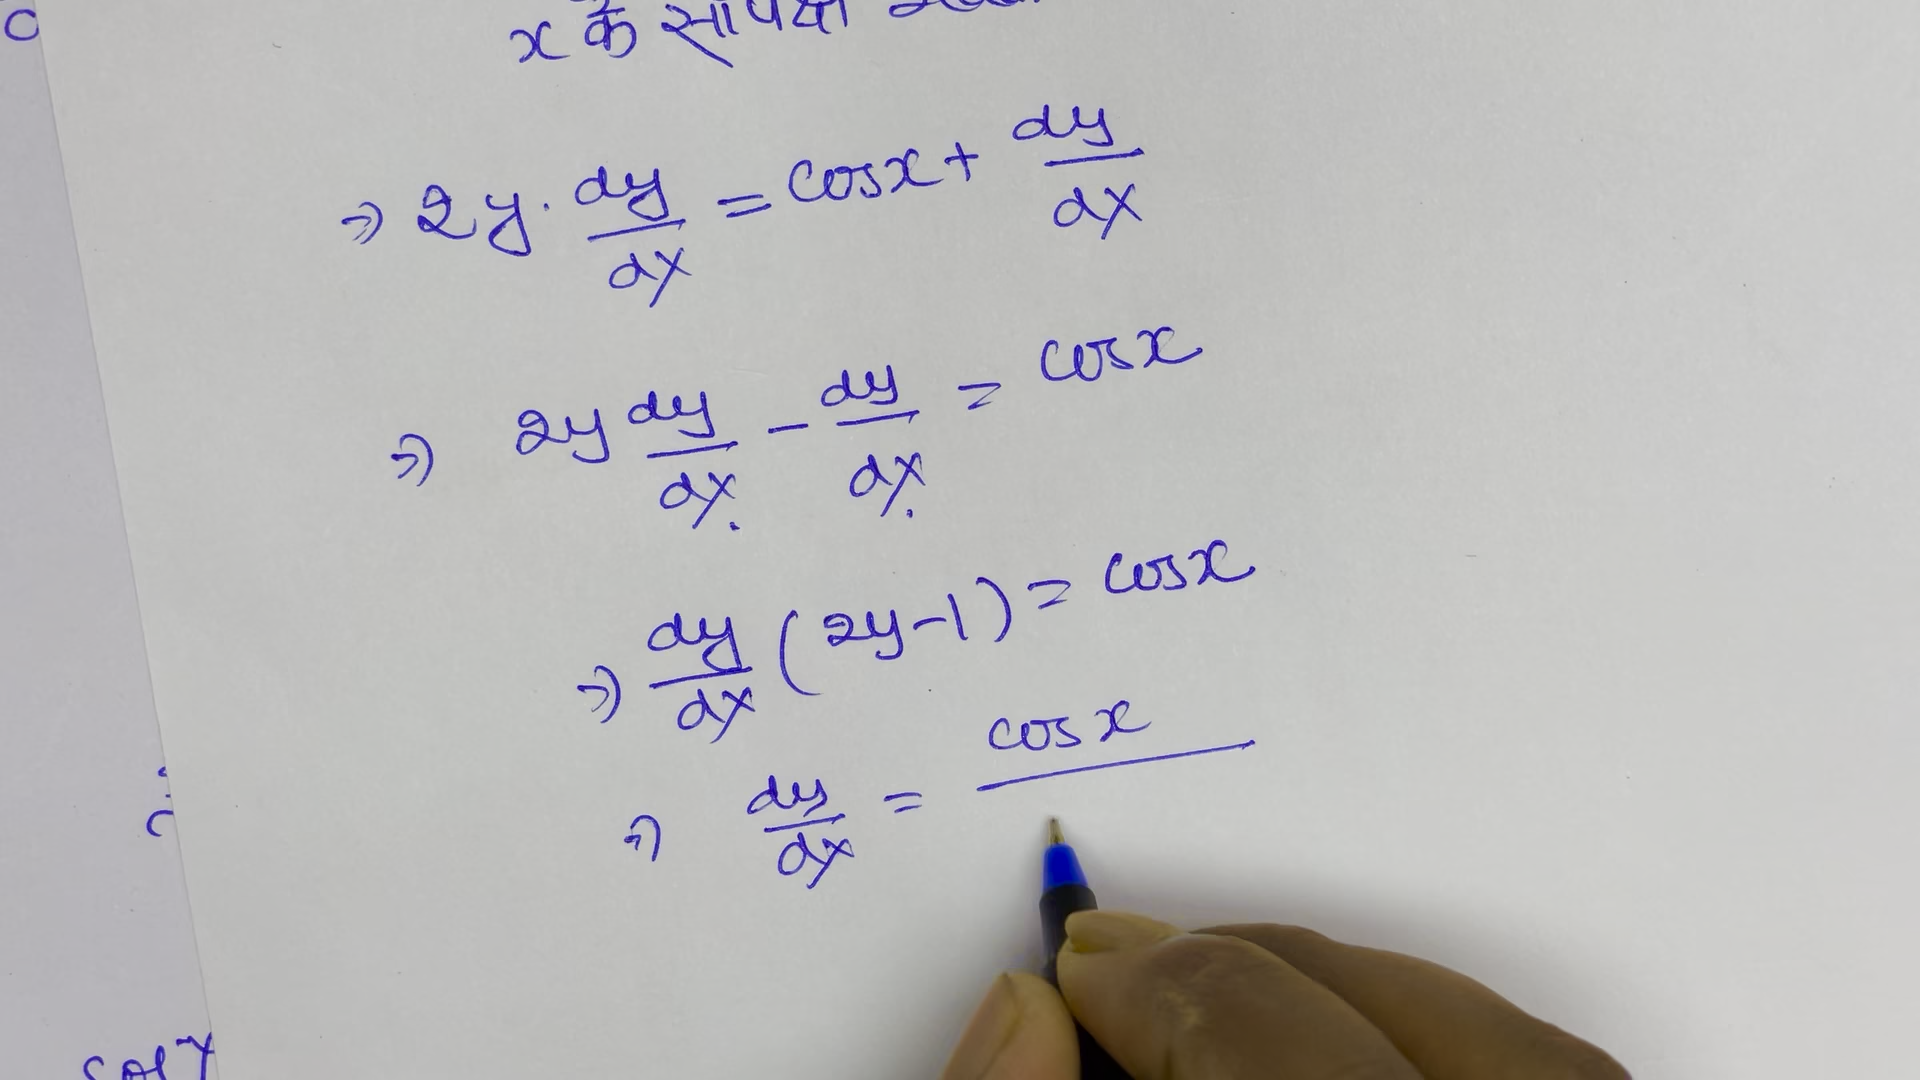 x के सापेक्ष
⇒ 2y. dy/dx = cosx + dy/dx
⇒ 2y dy/dx - dy/dx = cosx
⇒ dy/dx (2y-1) = cosx
⇒ dy/dx = cosx/